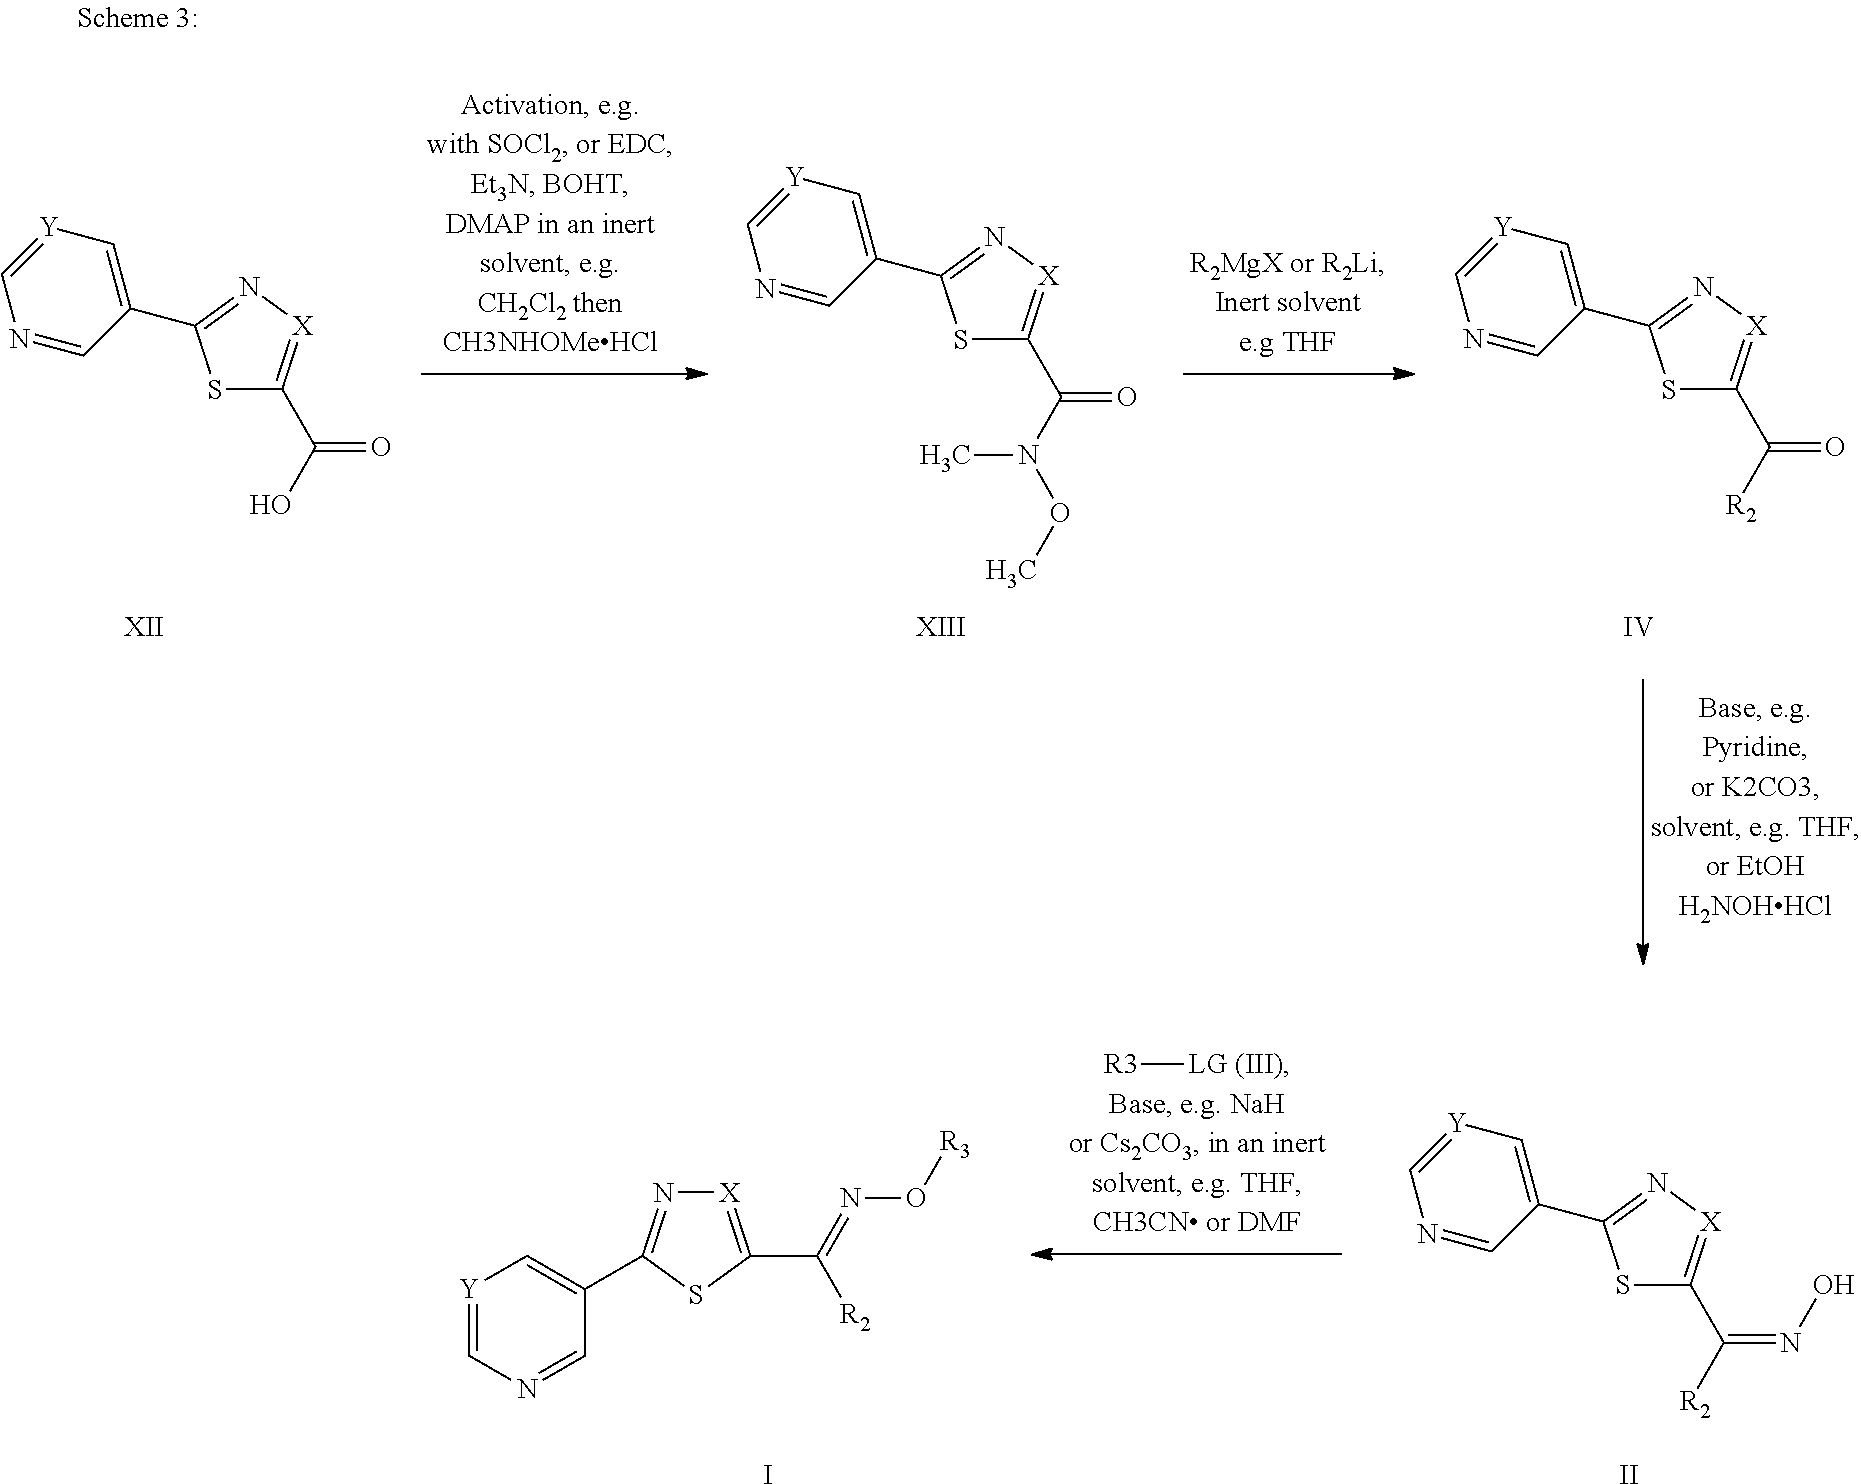 Scheme 3:
Activation, e.g.
with SOCl2, or EDC,
Et3N, BOHT,
DMAP in an inert
solvent, e.g.
CH2Cl2 then
CH3NHOMe•HCl
Y
N
N
X
S
O
HO
XII
Y
N
N
X
S
O
H3C
N
O
H3C
XIII
R2MgX or R2Li,
Inert solvent
e.g THF
Y
N
N
X
S
O
R2
IV
Base, e.g.
Pyridine,
or K2CO3,
solvent, e.g. THF,
or EtOH
H2NOH•HCl
Y
N
N
X
S
OH
N
R2
II
R3—LG (III),
Base, e.g. NaH
or Cs2CO3, in an inert
solvent, e.g. THF,
CH3CN• or DMF
R3
N
X
N
O
S
Y
R2
N
I